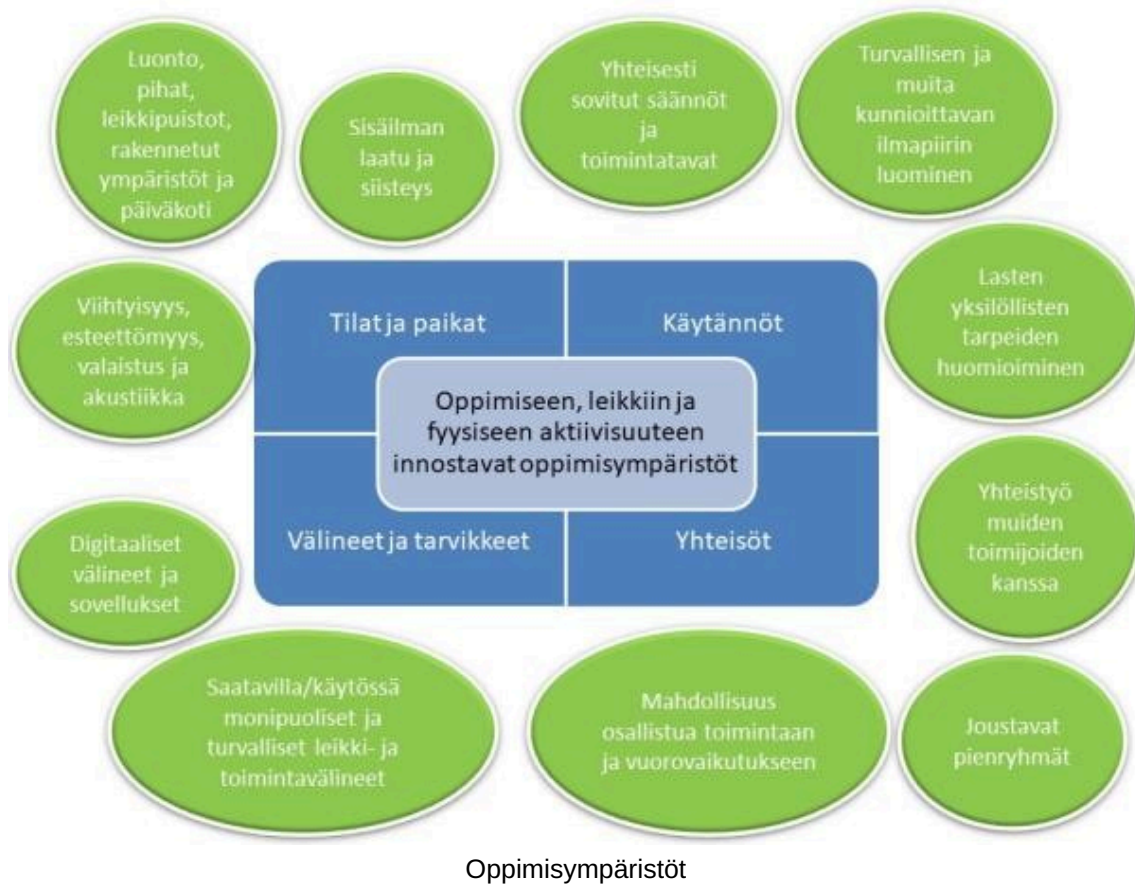 Luonto,
pihat,
leikkipuistot,
rakennetut
ympäristöt ja
päiväkoti
Sisäilman
laatu ja
siisteys
Yhteisesti
sovitut säännöt
ja
toimintatavat
Turvallisen ja
muita
kunnioittavan
ilmapiirin
luominen
Viihtyisyys,
esteettömyys,
valaistus ja
akustiikka
Tilat ja paikat
Käytännöt
Lasten
yksilöllisten
tarpeiden
huomioiminen
Oppimiseen, leikkiin ja
fyysiseen aktiivisuuteen
innostavat oppimisympäristöt
Välineet ja tarvikkeet
Yhteisöt
Yhteistyö
muiden
toimijoiden
kanssa
Digitaaliset
välineet ja
sovellukset
Saatavilla/käytössä
monipuoliset ja
turvalliset leikki- ja
toimintavälineet
Mahdollisuus
osallistua toimintaan
ja vuorovaikutukseen
Joustavat
pienryhmät
Oppimisympäristöt